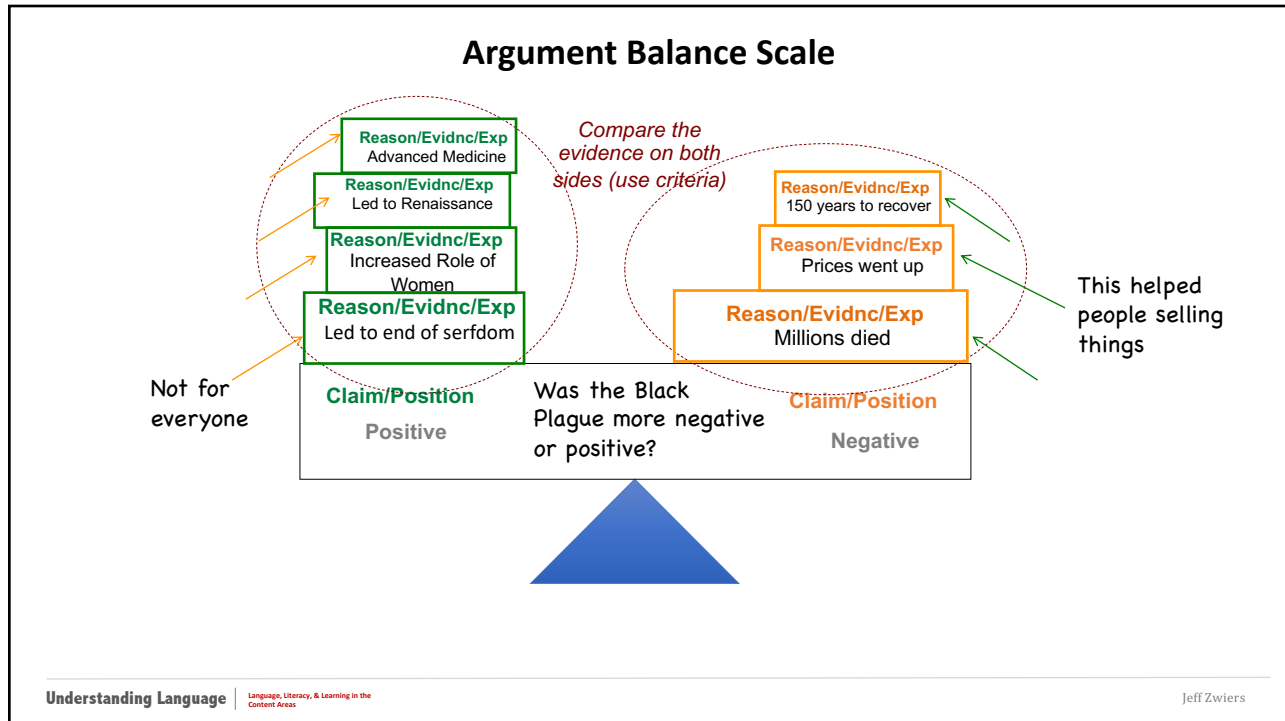 Argument Balance Scale
Compare the
evidence on both
sides (use criteria)
Reason/Evidnc/Exp
Advanced Medicine
Reason/Evidnc/Exp
Led to Renaissance
Reason/Evidnc/Exp
Increased Role of
Women
Reason/Evidnc/Exp
Led to end of serfdom
Not for
everyone
Claim/Position
Positive
Was the Black
Plague more negative
or positive?
Reason/Evidnc/Exp
150 years to recover
Reason/Evidnc/Exp
Prices went up
Reason/Evidnc/Exp
Millions died
This helped
people selling
things
Claim/Position
Negative
Understanding Language
Language, Literacy, & Learning in the
Content Areas
Jeff Zwiers